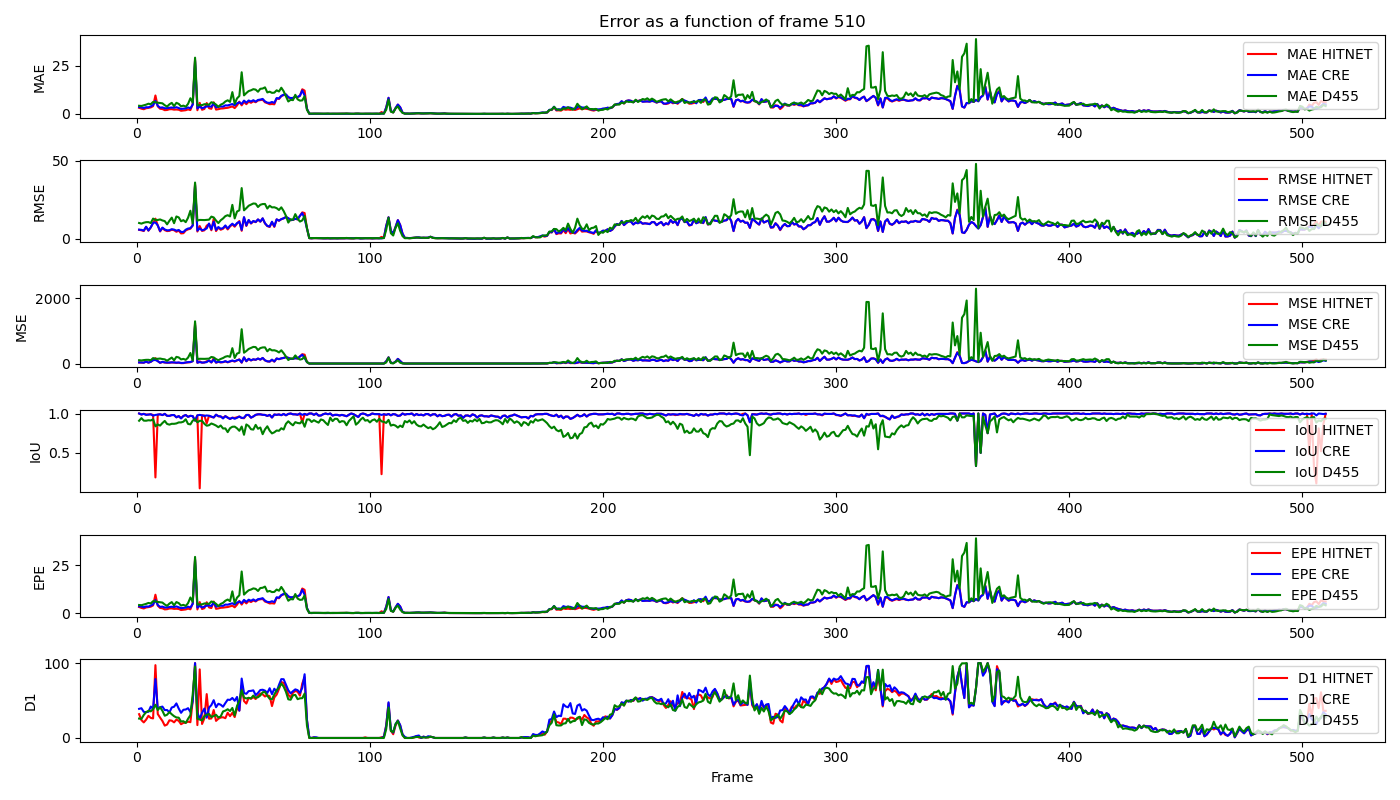 Error as a function of frame 510
MAE
25
0
MAE HITNET
MAE CRE
MAE D455
0 100 200 300 400 500
RMSE
50
0
RMSE HITNET
RMSE CRE
RMSE D455
0 100 200 300 400 500
MSE
2000
0
MSE HITNET
MSE CRE
MSE D455
0 100 200 300 400 500
IoU
1.0
0.5
IoU HITNET
IoU CRE
IoU D455
0 100 200 300 400 500
EPE
25
0
EPE HITNET
EPE CRE
EPE D455
0 100 200 300 400 500
D1
100
0
D1 HITNET
D1 CRE
D1 D455
0 100 200 300 400 500
Frame